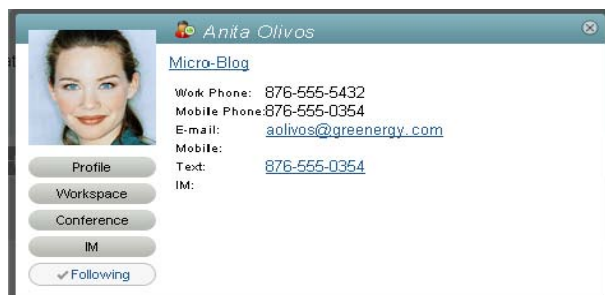 Anita Olivos
Micro-Blog
Work Phone: 876-555-5432
Mobile Phone:876-555-0354
E-mail: aolivos@greenergy.com
Mobile:
Text: 876-555-0354
IM:
Profile
Workspace
Conference
IM
Following